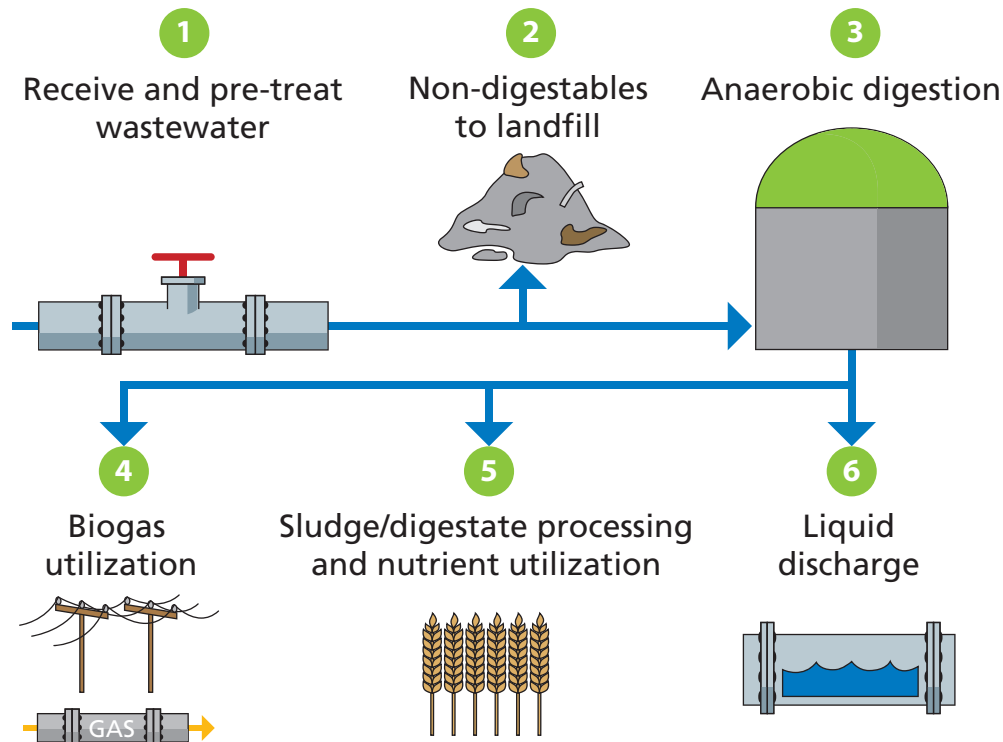 1
Receive and pre-treat
wastewater
2
Non-digestables
to landfill
3
Anaerobic digestion
4
Biogas
utilization
GAS
5
Sludge/digestate processing
and nutrient utilization
6
Liquid
discharge